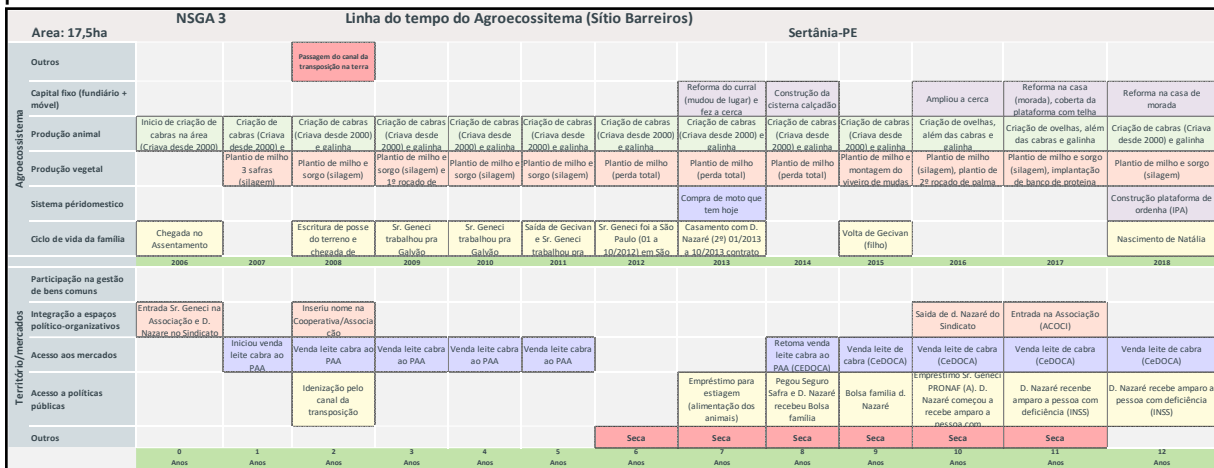 NSGA 3
Linha do tempo do Agroecossitema (Sítio Barreiros)
Area: 17,5ha
Sertânia-PE
Agroecossistema
Outros
Passagem do canal da
transposição na terra
Capital fixo (fundiário +
móvel)
Reforma do curral
(mudou de lugar) e
fez a cerca
Construção da
cisterna calçadão
Ampliou a cerca
Reforma na casa
(morada), coberta da
plataforma com telha
Reforma na casa de
morada
Produção animal
Inicio de criação de
cabras na área
(Criava desde 2000)
Criação de
cabras (Criava
desde 2000) e
Criação de cabras
(Criava desde 2000)
e galinha
Criação de cabras
(Criava desde
2000) e galinha
Criação de cabras
(Criava desde
2000) e galinha
Criação de cabras
(Criava desde
2000) e galinha
Criação de cabras
(Criava desde 2000)
e galinha
Criação de cabras
(Criava desde 2000) e
galinha
Criação de cabras
(Criava desde
2000) e galinha
Criação de cabras
(Criava desde
2000) e galinha
Criação de ovelhas,
além das cabras e
galinha
Criação de ovelhas, além
das cabras e galinha
Criação de cabras (Criava
desde 2000) e galinha
Produção vegetal
Plantio de milho
3 safras
(silagem)
Plantio de milho e
sorgo (silagem)
Plantio de milho e
sorgo (silagem) e
1º roçado de
Plantio de milho e
sorgo (silagem)
Plantio de milho e
sorgo (silagem)
Plantio de milho
(perda total)
Plantio de milho
(perda total)
Plantio de milho
(perda total)
Plantio de milho e
montagem do
viveiro de mudas
Plantio de milho
(silagem), plantio de
2º roçado de palma
Plantio de milho e sorgo
(silagem), implantação
de banco de proteina
Plantio de milho e sorgo
(silagem)
Sistema péridomestico
Compra de moto que
tem hoje
Construção plataforma de
ordenha (IPA)
Ciclo de vida da família
Chegada no
Assentamento
Escritura de posse
do terreno e
chegada de
Sr. Geneci
trabalhou pra
Galvão
Sr. Geneci
trabalhou pra
Galvão
Saída de Gecivan
e Sr. Geneci
trabalhou pra
Sr. Geneci foi a São
Paulo (01 a
10/2012) em São
Casamento com D.
Nazaré (2º) 01/2013
a 10/2013 contrato
Volta de Gecivan
(filho)
Nascimento de Natália
2006 2007 2008 2009 2010 2011 2012 2013 2014 2015 2016 2017 2018
Território/mercados
Participação na gestão
de bens comuns
Integração a espaços
político-organizativos
Entrada Sr. Geneci na
Associação e D.
Nazare no Sindicato
Inseriu nome na
Cooperativa/Associa
ção
Saída de d. Nazaré do
Sindicato
Entrada na Associação
(ACOCI)
Acesso aos mercados
Iniciou venda
leite cabra ao
PAA
Venda leite cabra ao
PAA
Venda leite cabra
ao PAA
Venda leite cabra
ao PAA
Venda leite cabra
ao PAA
Retoma venda
leite cabra ao
PAA (CEDOCA)
Venda leite de
cabra (CeDOCA)
Venda leite de cabra
(CeDOCA)
Venda leite de cabra
(CeDOCA)
Venda leite de cabra
(CeDOCA)
Acesso a políticas
públicas
Idenização pelo
canal da
transposição
Empréstimo para
estiagem
(alimentação dos
animais)
Pegou Seguro
Safra e D. Nazaré
recebeu Bolsa
família
Bolsa familia d.
Nazaré
Empréstimo Sr. Geneci
PRONAF (A). D.
Nazaré começou a
recebe amparo a
pessoa com
D. Nazaré recenbe
amparo a pessoa com
deficiência (INSS)
D. Nazaré recebe amparo a
pessoa com deficiência
(INSS)
Outros
Seca Seca Seca Seca Seca Seca
0 1 2 3 4 5 6 7 8 9 10 11 12
Anos Anos Anos Anos Anos Anos Anos Anos Anos Anos Anos Anos Anos